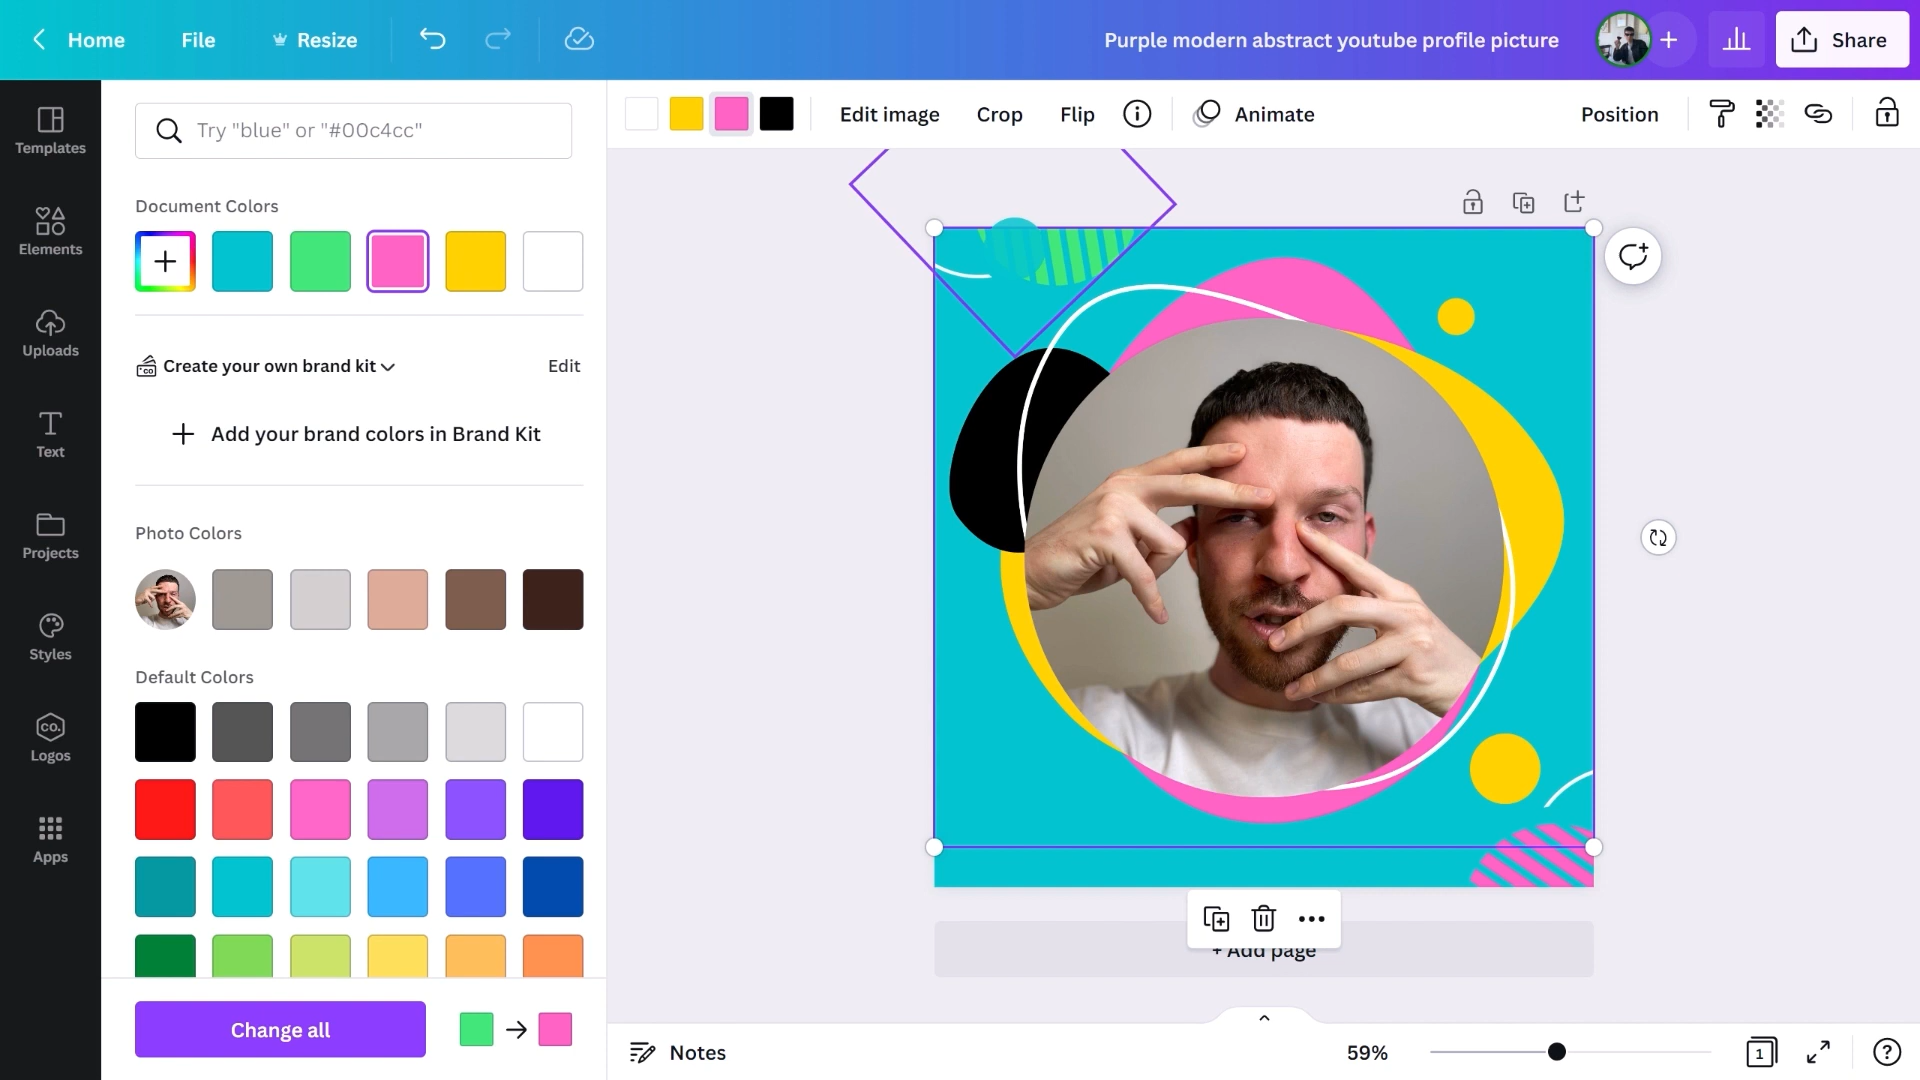 Home
File
Resize
Purple modern abstract youtube profile picture
Share
Templates
Elements
Uploads
Text
Projects
Styles
CO.
Logos
Apps
Try "blue" or "#00c4cc"
Document Colors
CO
Create your own brand kit
Edit
Add your brand colors in Brand Kit
Photo Colors
Default Colors
Change all
Edit image
Crop
Flip
Animate
Position
+ Add page
Notes
59%
1
?